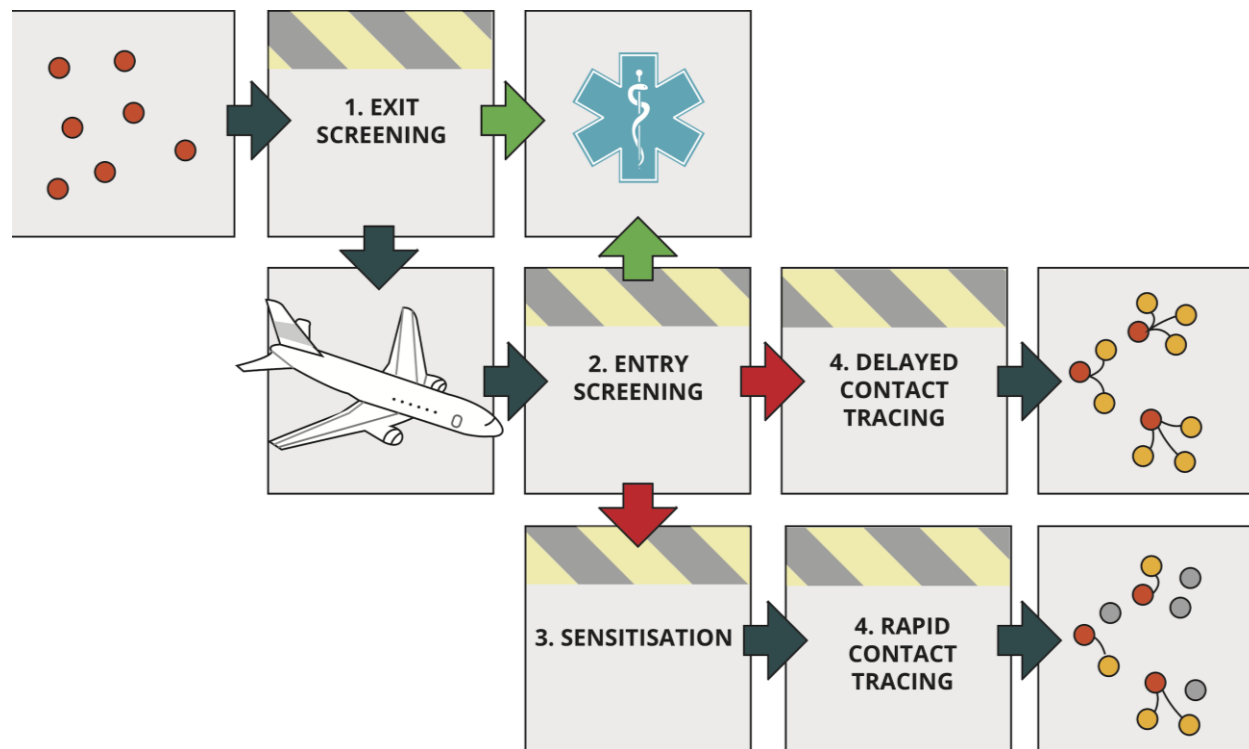 1. EXIT
SCREENING
2. ENTRY
SCREENING
4. DELAYED
CONTACT
TRACING
3. SENSITISATION
4. RAPID
CONTACT
TRACING